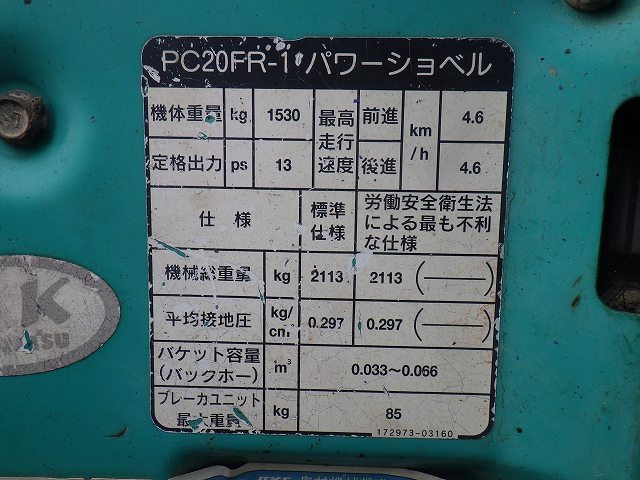 PC20FR-1 パワーショベル
機体重量 kg 1530 最高走行速度 前進 km/h 4.6
定格出力 ps 13 後進 4.6
仕様 標準仕様 労働安全衛生法による最も不利な仕様
機械総重量 kg 2113 2113 (——)
平均接地圧 kg/cm² 0.297 0.297 (——)
バケット容量(バックホー) m³ 0.033~0.066
ブレーカユニット最大重量 kg 85
172973-03160
K